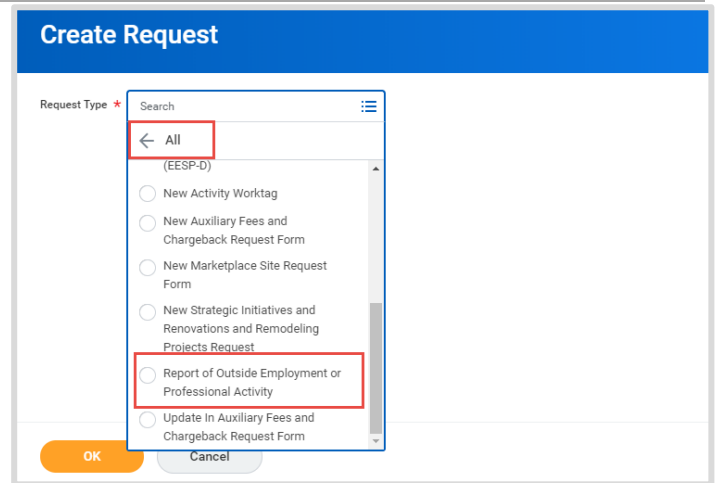 Create Request
Request Type * Search
All
(EESP-D)
New Activity Worktag
New Auxiliary Fees and
Chargeback Request Form
New Marketplace Site Request
Form
New Strategic Initiatives and
Renovations and Remodeling
Projects Request
Report of Outside Employment or
Professional Activity
Update In Auxiliary Fees and
Chargeback Request Form
OK Cancel